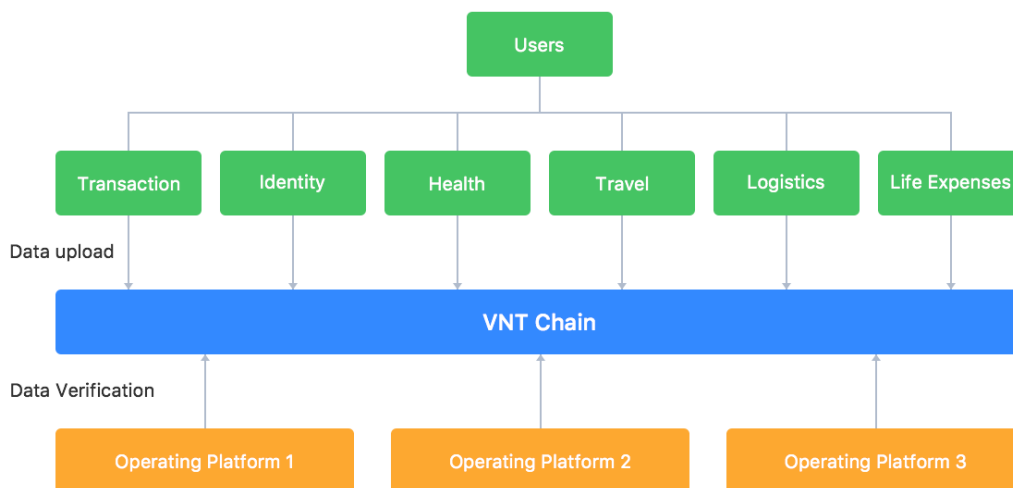 Users
Transaction
Identity
Health
Travel
Logistics
Life Expenses
Data upload
VNT Chain
Data Verification
Operating Platform 1
Operating Platform 2
Operating Platform 3